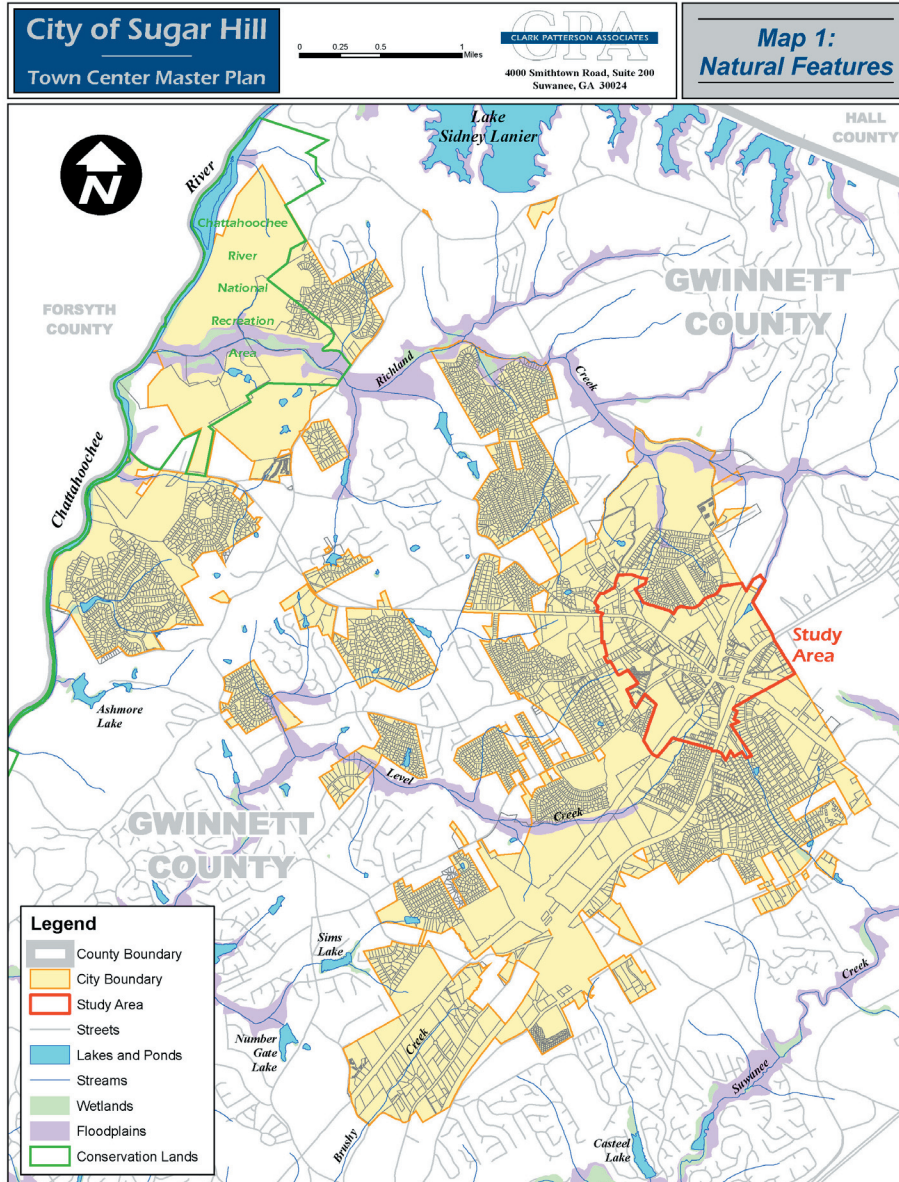 City of Sugar Hill
Town Center Master Plan
0 0.25 0.5 1
Miles
CPA
CLARK PATTERSON ASSOCIATES
4000 Smithtown Road, Suite 200
Suwanee, GA 30024
Map 1:
Natural Features
Lake
Sidney Lanier
HALL
COUNTY
N
River
Chattahoochee
River
National
Recreation
Area
FORSYTH
COUNTY
GWINNETT
COUNTY
Richland
Creek
Chattahoochee
Study
Area
Ashmore
Lake
Level
Creek
GWINNETT
COUNTY
Legend
County Boundary
City Boundary
Study Area
Streets
Lakes and Ponds
Streams
Wetlands
Floodplains
Conservation Lands
Sims
Lake
Number
Gate
Lake
Creek
Brushy
Creek
Suwanee
Casteel
Lake